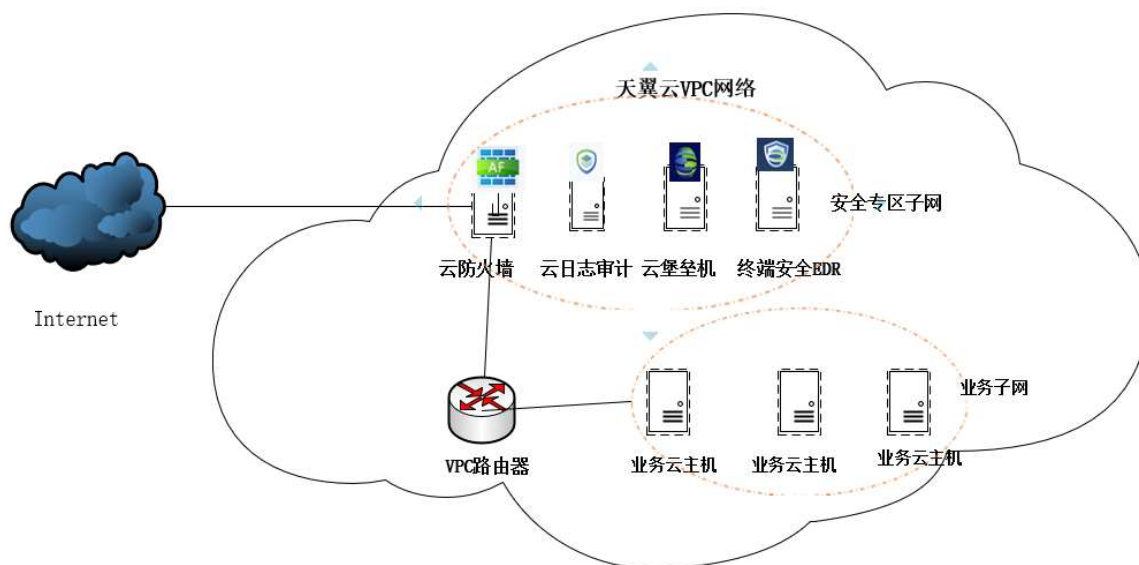 天翼云VPC网络
AF
安全专区子网
云防火墙
云日志审计
云堡垒机
终端安全EDR
Internet
业务子网
VPC路由器
业务云主机
业务云主机
业务云主机